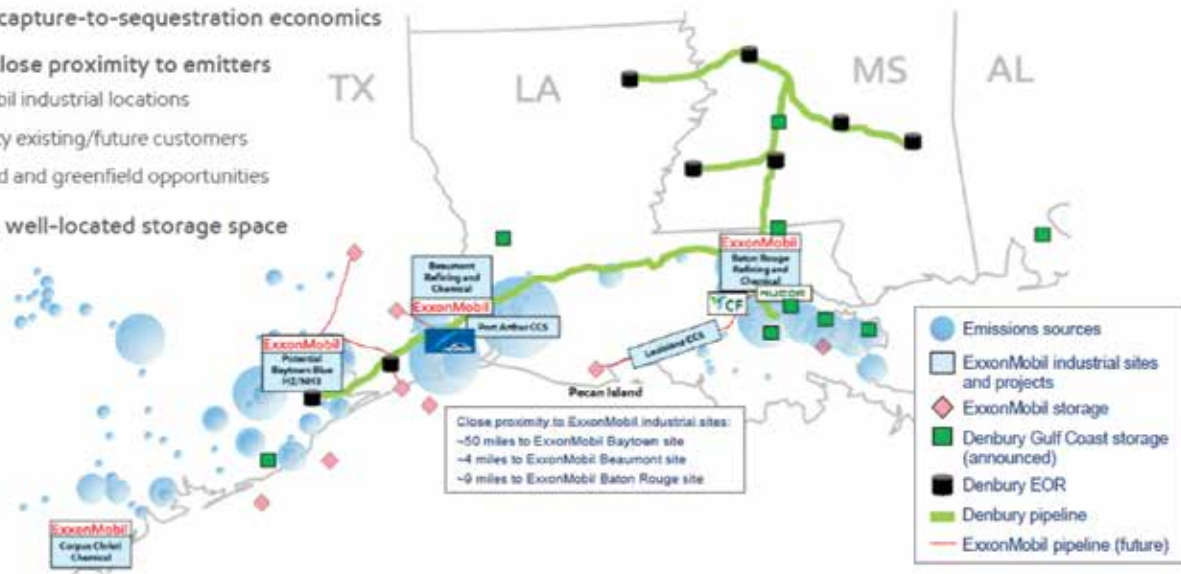 capture-to-sequestration economics
lose proximity to emitters
bil industrial locations
y existing/future customers
d and greenfield opportunities
well-located storage space
TX
LA
MS
AL
ExxonMobil
Baton Rouge
Refining and
Chemical
NUCOR
CF
Beaumont
Refining and
Chemical
ExxonMobil
Port Arthur CCS
Louisiana CCS
ExxonMobil
Potential
Baytown Blue
H2/NH3
Pecan Island
Close proximity to ExxonMobil industrial sites:
~50 miles to ExxonMobil Baytown site
~4 miles to ExxonMobil Beaumont site
~9 miles to ExxonMobil Baton Rouge site
ExxonMobil
Corpus Christi
Chemical
Emissions sources
ExxonMobil industrial sites
and projects
ExxonMobil storage
Denbury Gulf Coast storage
(announced)
Denbury EOR
Denbury pipeline
ExxonMobil pipeline (future)